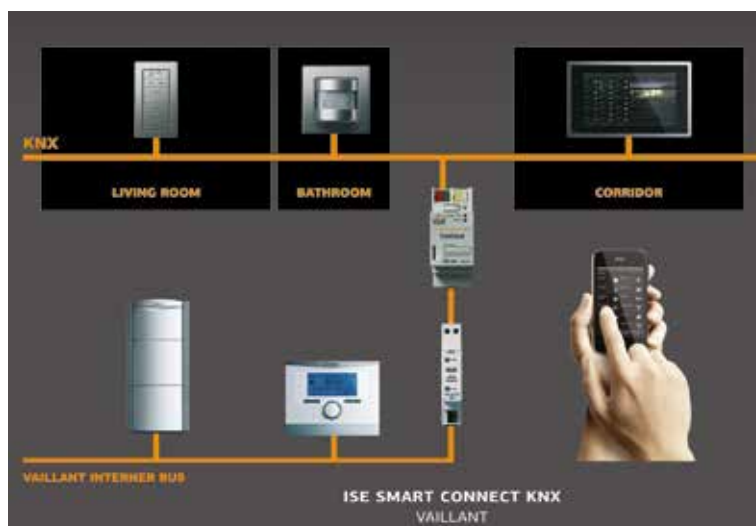 KNX
LIVING ROOM
BATHROOM
CORRIDOR
VAILLANT INTERNER BUS
ISE SMART CONNECT KNX
VAILLANT